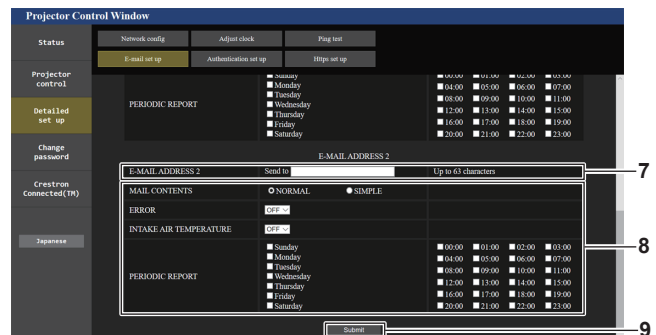 Projector Control Window
Status
Network config
Adjust clock
Ping test
E-mail set up
Authentication set up
Https set up
Projector control
Detailed set up
Change password
Crestron Connected(TM)
Japanese
PERIODIC REPORT
Sunday
Monday
Tuesday
Wednesday
Thursday
Friday
Saturday
00:00 01:00 02:00 03:00
04:00 05:00 06:00 07:00
08:00 09:00 10:00 11:00
12:00 13:00 14:00 15:00
16:00 17:00 18:00 19:00
20:00 21:00 22:00 23:00
E-MAIL ADDRESS 2
E-MAIL ADDRESS 2 Send to Up to 63 characters
7
MAIL CONTENTS NORMAL SIMPLE
ERROR OFF
INTAKE AIR TEMPERATURE OFF
8
PERIODIC REPORT
Sunday
Monday
Tuesday
Wednesday
Thursday
Friday
Saturday
00:00 01:00 02:00 03:00
04:00 05:00 06:00 07:00
08:00 09:00 10:00 11:00
12:00 13:00 14:00 15:00
16:00 17:00 18:00 19:00
20:00 21:00 22:00 23:00
Submit
9